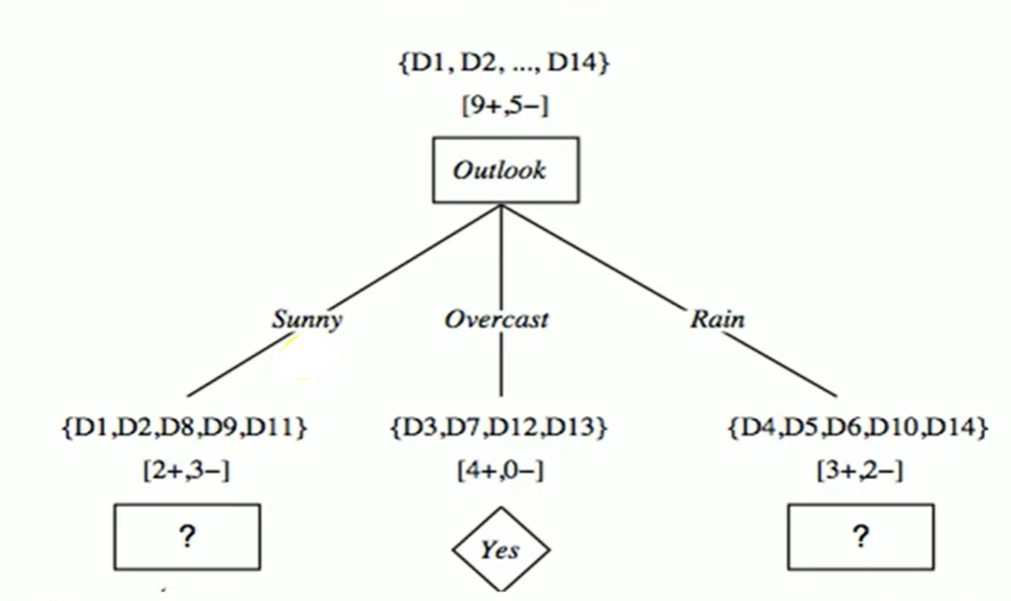 {D1, D2, ..., D14}
[9+,5−]
Outlook
Sunny
Overcast
Rain
{D1,D2,D8,D9,D11}
{D3,D7,D12,D13}
{D4,D5,D6,D10,D14}
[2+,3−]
[4+,0−]
[3+,2−]
?
Yes
?